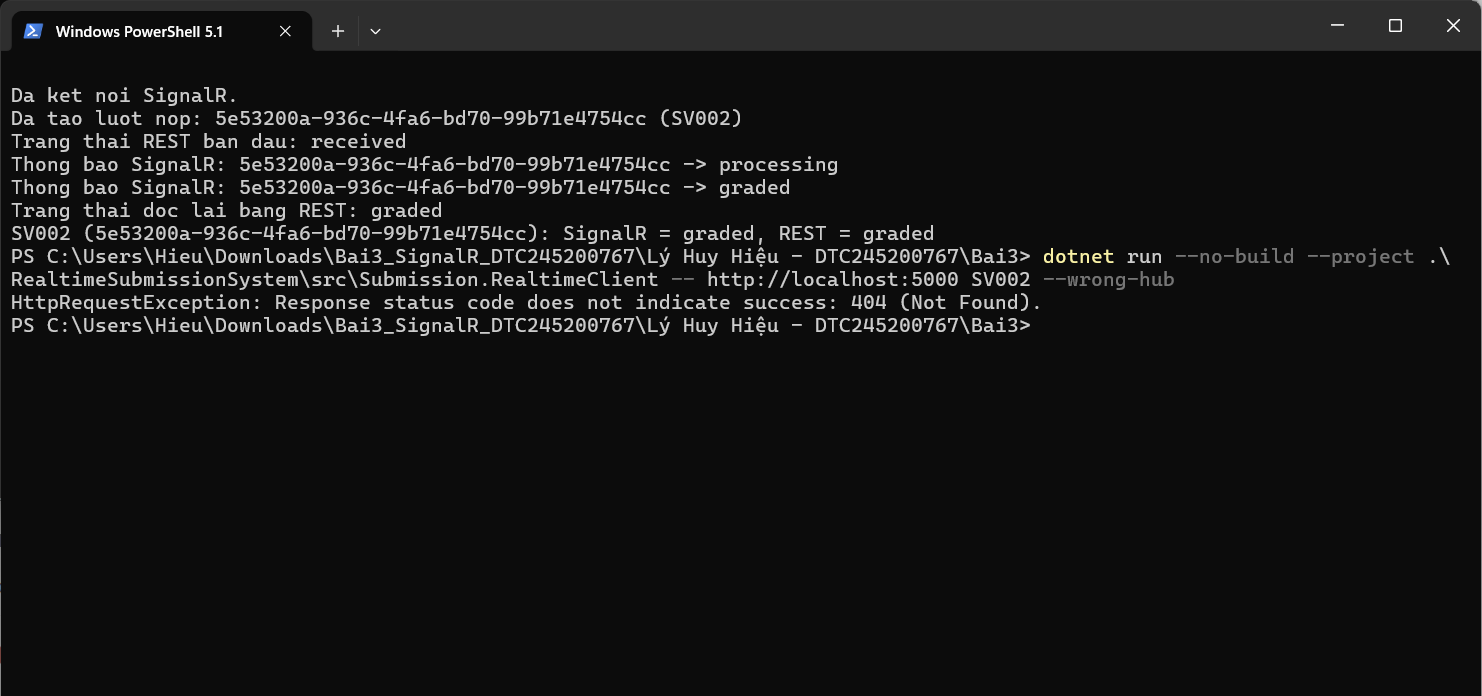 Windows PowerShell 5.1
Da ket noi SignalR.
Da tao luot nop: 5e53200a-936c-4fa6-bd70-99b71e4754cc (SV002)
Trang thai REST ban dau: received
Thong bao SignalR: 5e53200a-936c-4fa6-bd70-99b71e4754cc -> processing
Thong bao SignalR: 5e53200a-936c-4fa6-bd70-99b71e4754cc -> graded
Trang thai doc lai bang REST: graded
SV002 (5e53200a-936c-4fa6-bd70-99b71e4754cc): SignalR = graded, REST = graded
PS C:\Users\Hieu\Downloads\Bai3_SignalR_DTC245200767\Lý Huy Hiệu - DTC245200767\Bai3> dotnet run --no-build --project .\
RealtimeSubmissionSystem\src\Submission.RealtimeClient -- http://localhost:5000 SV002 --wrong-hub
HttpRequestException: Response status code does not indicate success: 404 (Not Found).
PS C:\Users\Hieu\Downloads\Bai3_SignalR_DTC245200767\Lý Huy Hiệu - DTC245200767\Bai3>